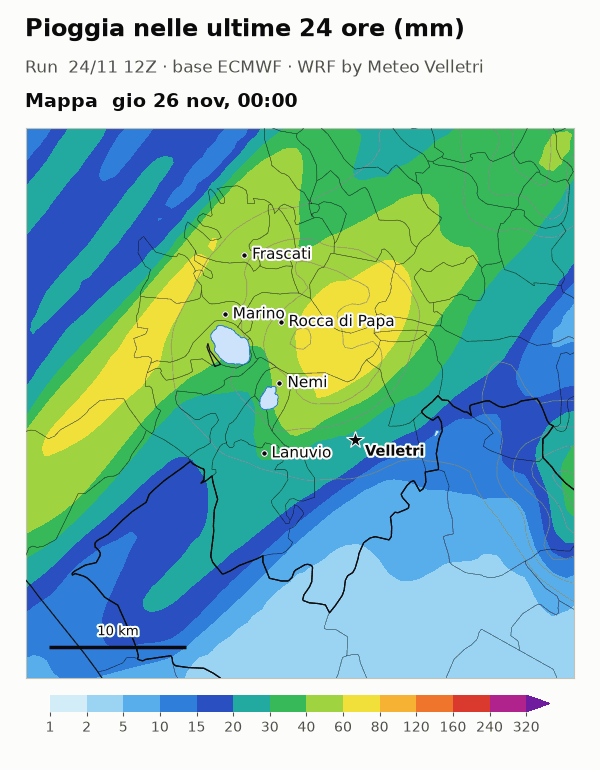 Pioggia nelle ultime 24 ore (mm)
Run  24/11 12Z · base ECMWF · WRF by Meteo Velletri
Mappa  gio 26 nov, 00:00
Frascati
Marino
Rocca di Papa
Nemi
Velletri
Lanuvio
10 km
1 2 5 10 15 20 30 40 60 80 120 160 240 320